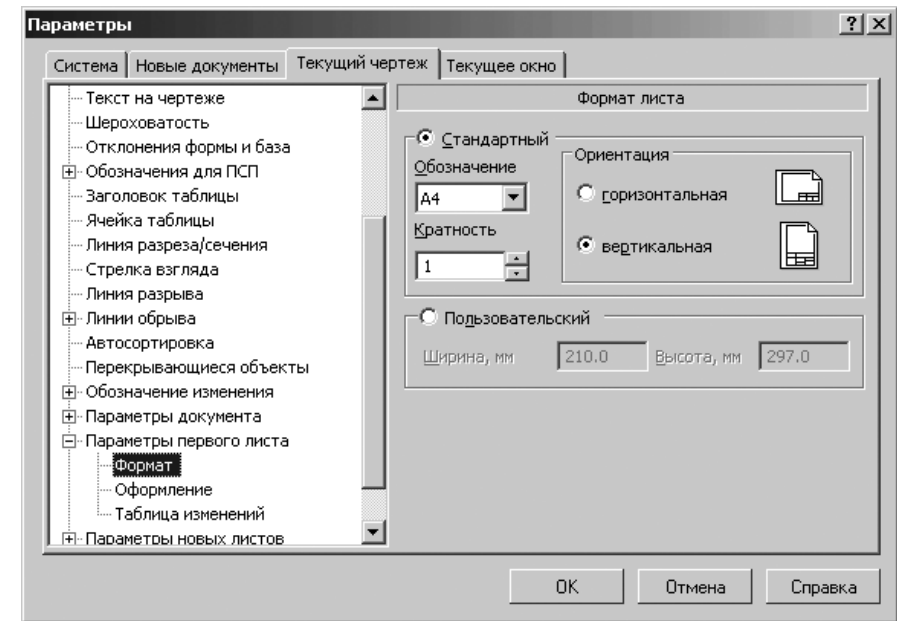 Параметры
Система Новые документы Текущий чертеж Текущее окно
Текст на чертеже
Шероховатость
Отклонения формы и база
Обозначения для ПСП
Заголовок таблицы
Ячейка таблицы
Линия разреза/сечения
Стрелка взгляда
Линия разрыва
Линии обрыва
Автосортировка
Перекрывающиеся объекты
Обозначение изменения
Параметры документа
Параметры первого листа
Формат
Оформление
Таблица изменений
Параметры новых листов
Формат листа
Стандартный
Обозначение
А4
Кратность
1
Ориентация
горизонтальная
вертикальная
Пользовательский
Ширина, мм 210.0 Высота, мм 297.0
OK Отмена Справка